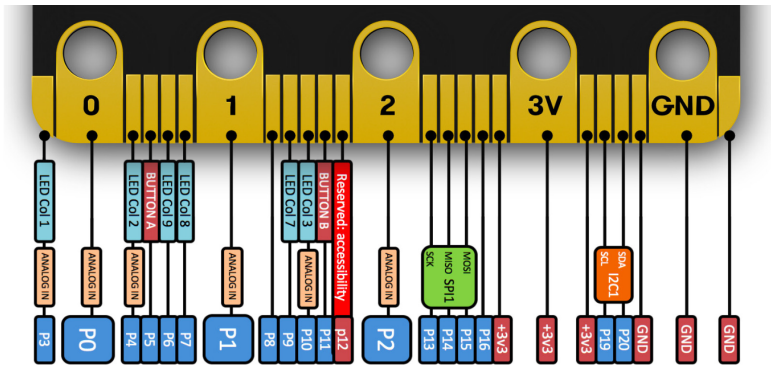 0
1
2
3V
GND
LED Col 1
LED Col 2
BUTTON A
LED Col 9
LED Col 8
LED Col 7
LED Col 3
BUTTON B
Reserved: accessibility
ANALOG IN
ANALOG IN
ANALOG IN
ANALOG IN
ANALOG IN
ANALOG IN
SCK
MISO
MOSI
SPI1
SCL
SDA
I2C1
P3
P0
P4
P5
P6
P7
P1
P8
P9
P10
P11
p12
P2
P13
P14
P15
P16
+3v3
+3v3
+3v3
P19
P20
GND
GND
GND